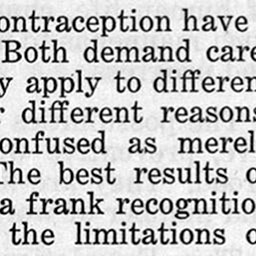 ontraception have
Both demand care
y apply to differen
different reasons
onfused as merel
The best results o
a frank recognitio
the limitations o